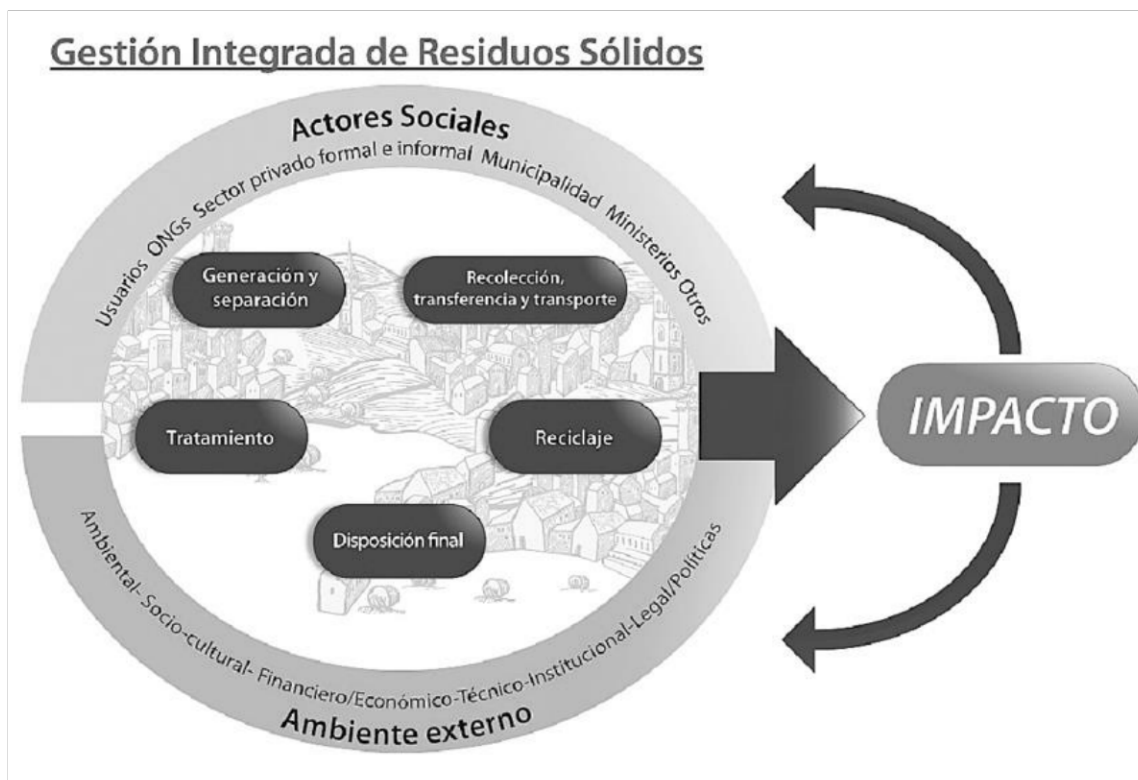 Gestión Integrada de Residuos Sólidos
Actores Sociales
Usuarios ONGs Sector privado formal e informal Municipalidad Ministerios Otros
Generación y
separación
Recolección,
transferencia y transporte
Tratamiento
Reciclaje
Disposición final
IMPACTO
Ambiental- Socio-cultural- Financiero/Económico-Técnico-Institucional-Legal/Políticas
Ambiente externo